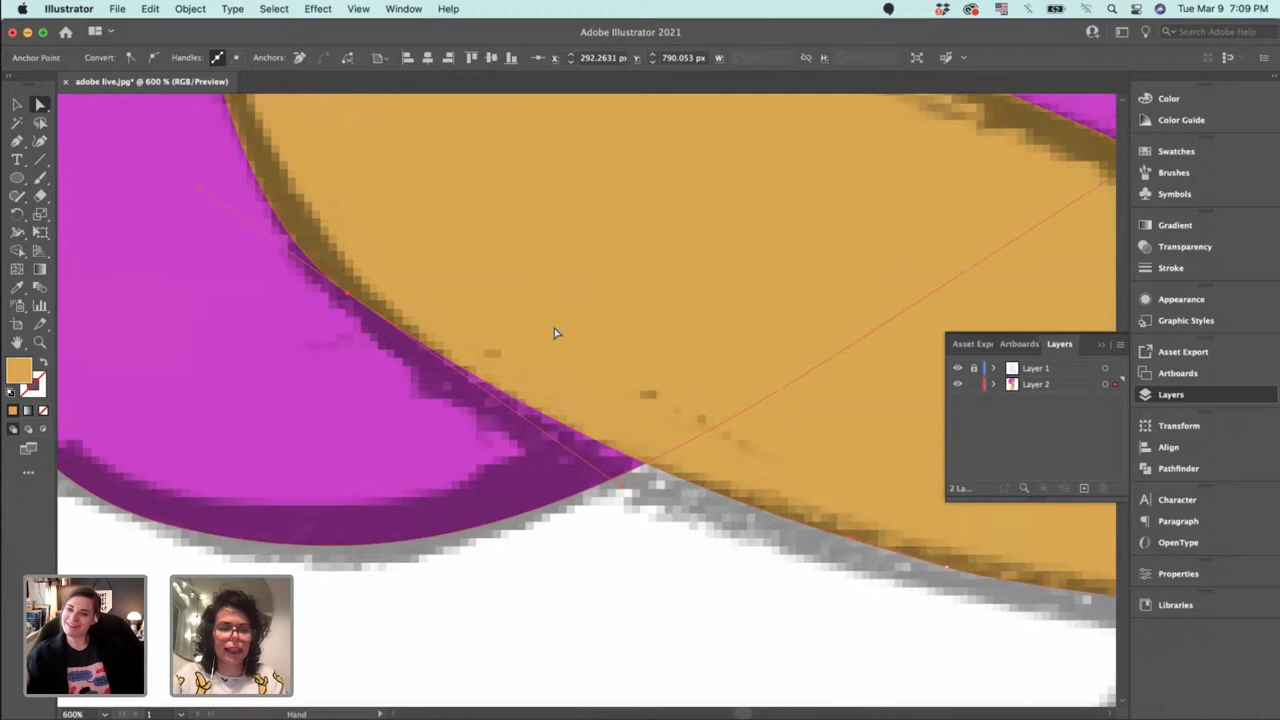 Illustrator File Edit Object Type Select Effect View Window Help Tue Mar 9 7:09 PM
Adobe Illustrator 2021
Search Adobe Help
Anchor Point Convert: Handles: Anchors: X: 292.2631 px Y: 790.053 px W: H:
× adobe live.jpg* @ 600 % (RGB/Preview)
Color
Color Guide
Swatches
Brushes
Symbols
Gradient
Transparency
Stroke
Appearance
Graphic Styles
Asset Expo Artboards Layers
Layer 1
Layer 2
2 La...
Asset Export
Artboards
Layers
Transform
Align
Pathfinder
Character
Paragraph
OpenType
Properties
Libraries
600% 1 Hand